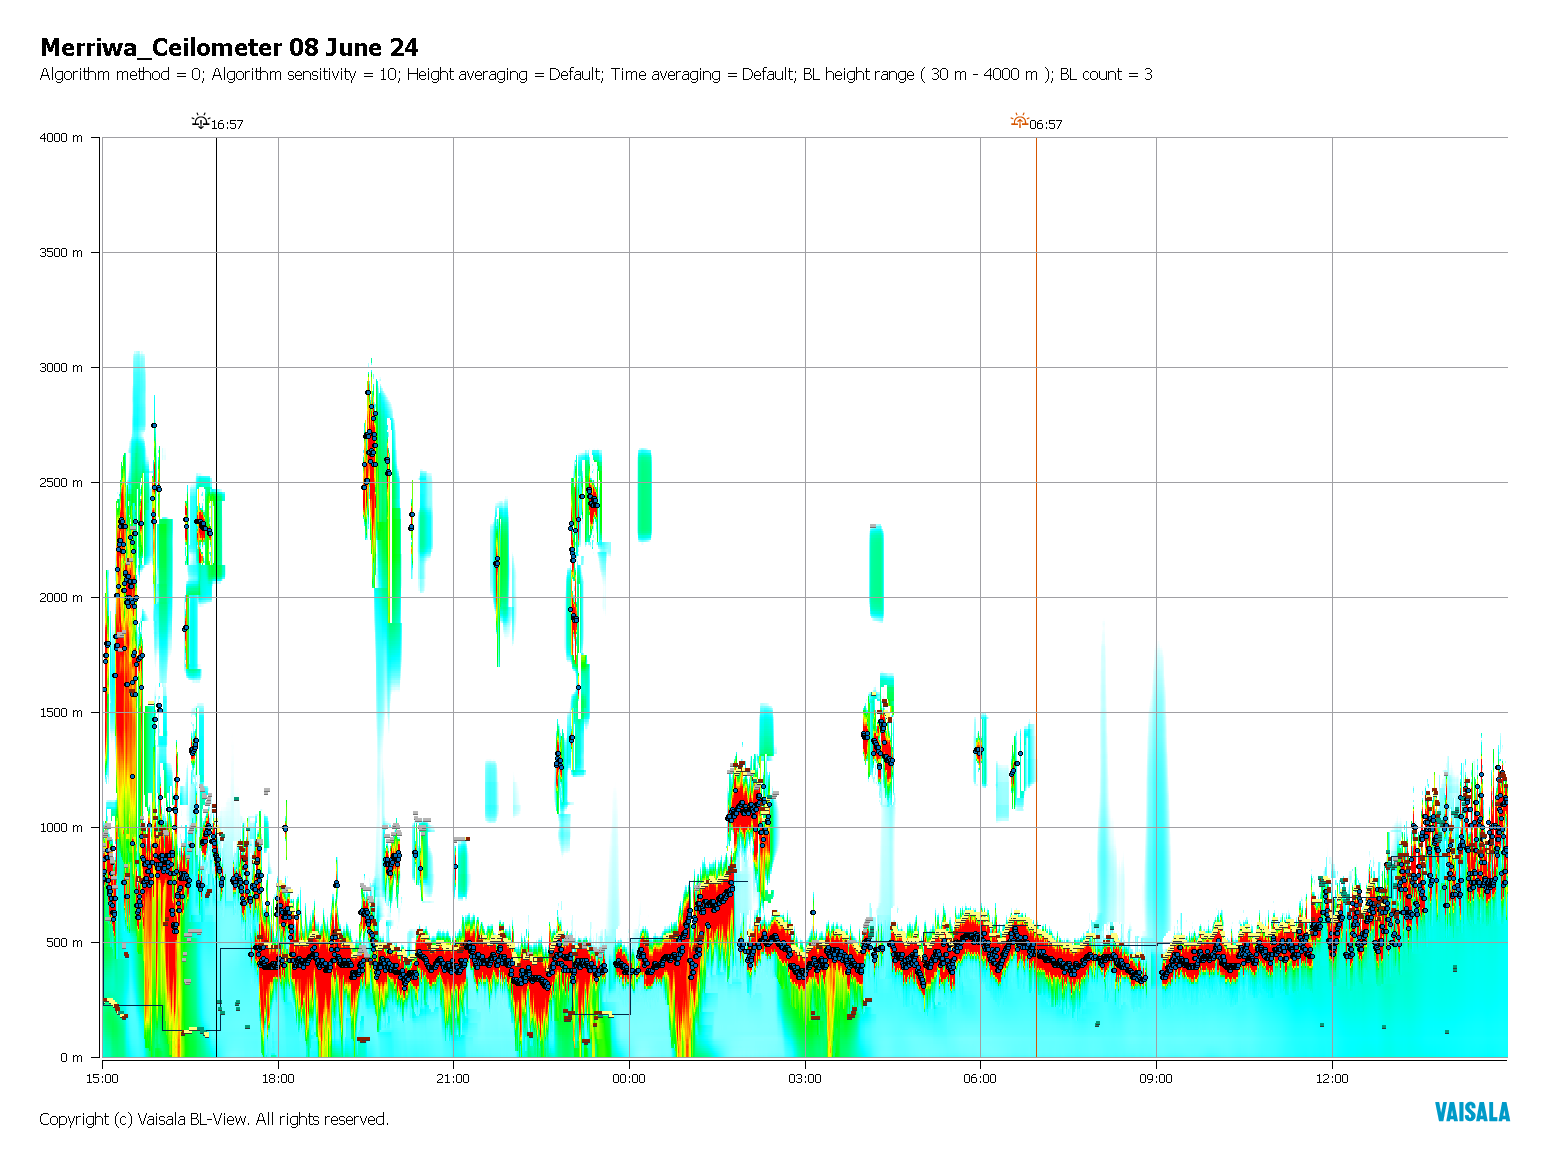 Merriwa_Ceilometer 08 June 24
Algorithm method = 0; Algorithm sensitivity = 10; Height averaging = Default; Time averaging = Default; BL height range ( 30 m - 4000 m ); BL count = 3
16:57 06:57
4000 m
3500 m
3000 m
2500 m
2000 m
1500 m
1000 m
500 m
0 m
15:00 18:00 21:00 00:00 03:00 06:00 09:00 12:00
Copyright (c) Vaisala BL-View. All rights reserved.
VAISALA